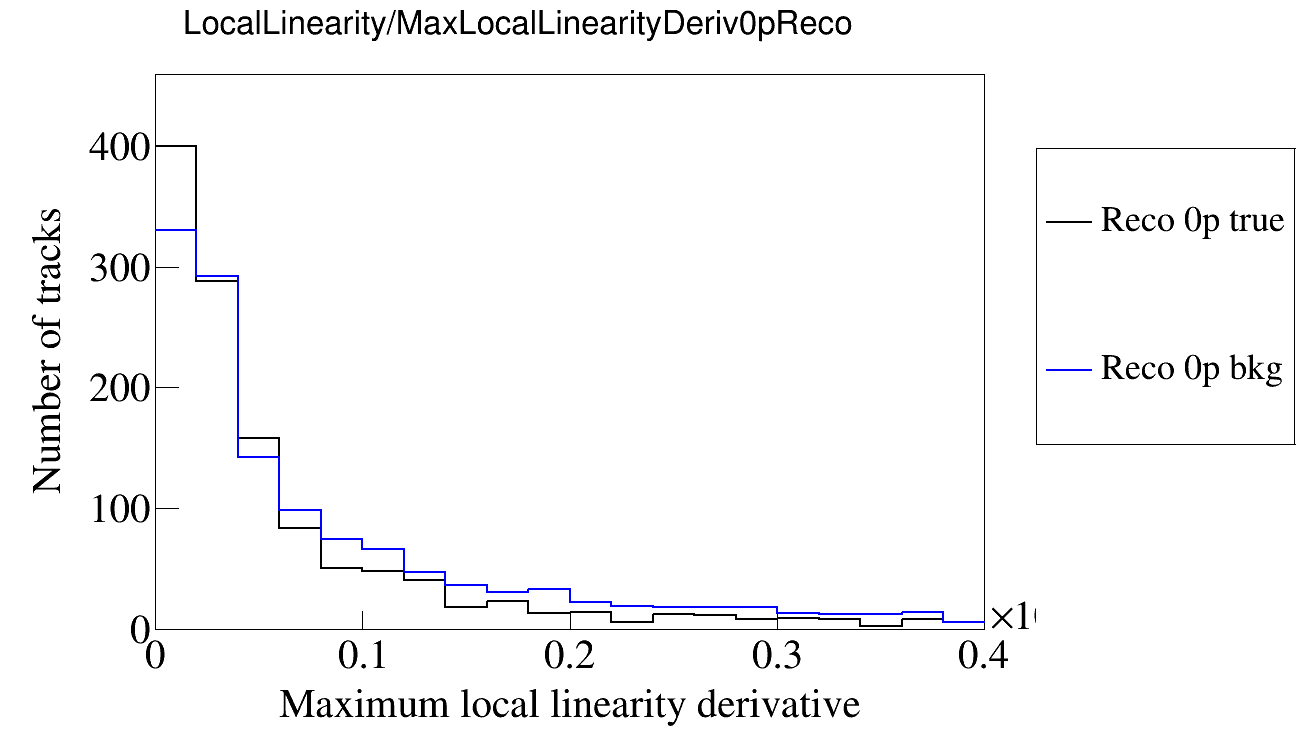 LocalLinearity/MaxLocalLinearityDeriv0pReco
Number of tracks
400
300
200
100
0
0 0.1 0.2 0.3 0.4
Maximum local linearity derivative
Reco 0p true
Reco 0p bkg